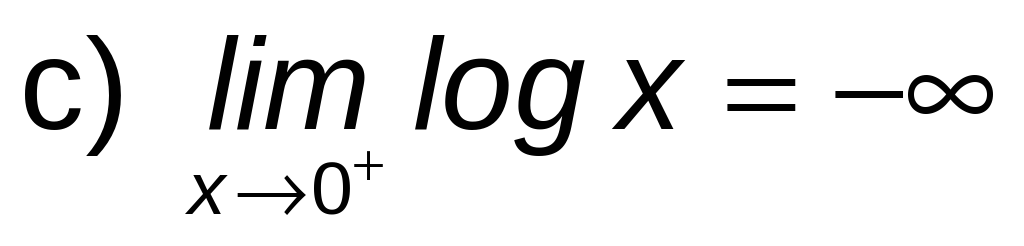 c) lim log x = −∞
x→0⁺